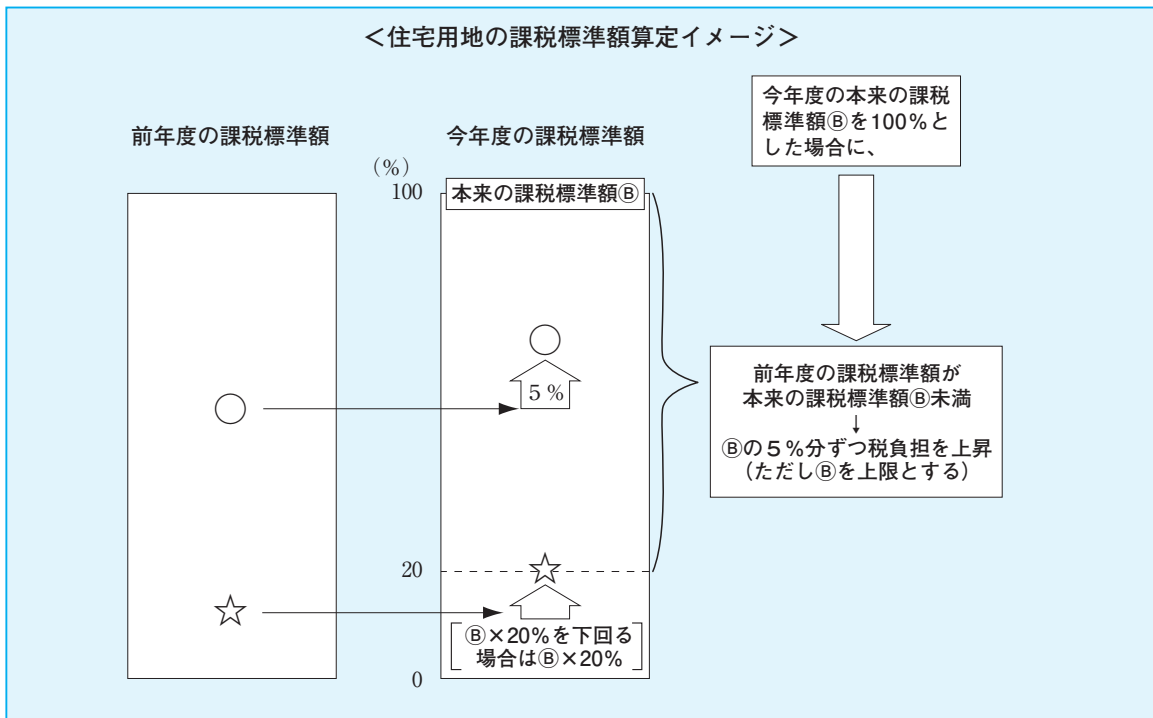 ＜住宅用地の課税標準額算定イメージ＞
今年度の本来の課税
標準額Ⓑを100％と
した場合に、
前年度の課税標準額
今年度の課税標準額
（％）
100
本来の課税標準額Ⓑ
5 %
前年度の課税標準額が
本来の課税標準額Ⓑ未満
↓
Ⓑの５％分ずつ税負担を上昇
（ただしⒷを上限とする）
20
Ⓑ×20％を下回る
場合はⒷ×20％
0